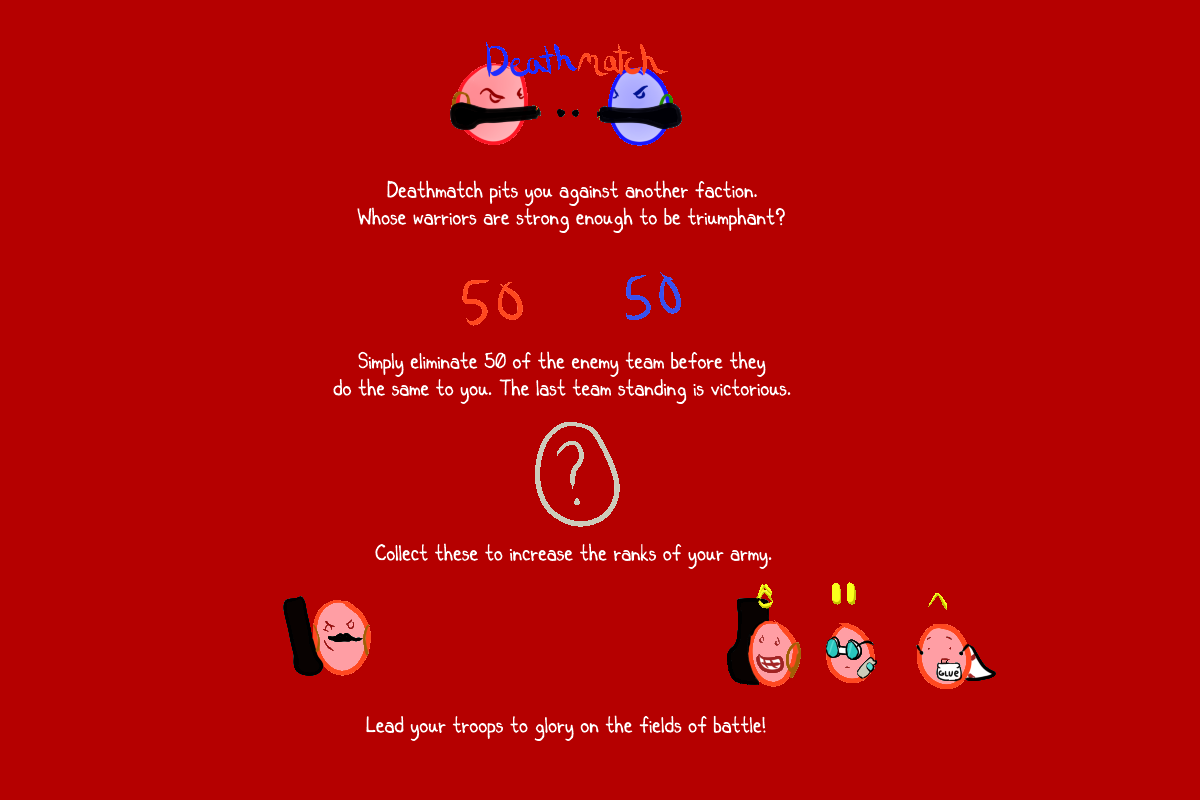 Deathmatch
Deathmatch pits you against another faction.
Whose warriors are strong enough to be triumphant?
50 50
Simply eliminate 50 of the enemy team before they
do the same to you. The last team standing is victorious.
?
Collect these to increase the ranks of your army.
GLUE
Lead your troops to glory on the fields of battle!